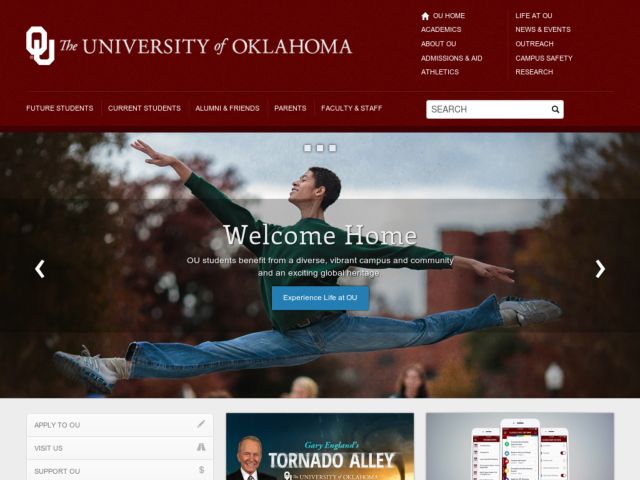 OU The UNIVERSITY of OKLAHOMA
OU HOME
ACADEMICS
ABOUT OU
ADMISSIONS & AID
ATHLETICS
LIFE AT OU
NEWS & EVENTS
OUTREACH
CAMPUS SAFETY
RESEARCH
FUTURE STUDENTS
CURRENT STUDENTS
ALUMNI & FRIENDS
PARENTS
FACULTY & STAFF
SEARCH
Welcome Home
OU students benefit from a diverse, vibrant campus and community
and an exciting global heritage.
Experience Life at OU
APPLY TO OU
VISIT US
SUPPORT OU
$
Gary England's
TORNADO ALLEY
The UNIVERSITY of OKLAHOMA